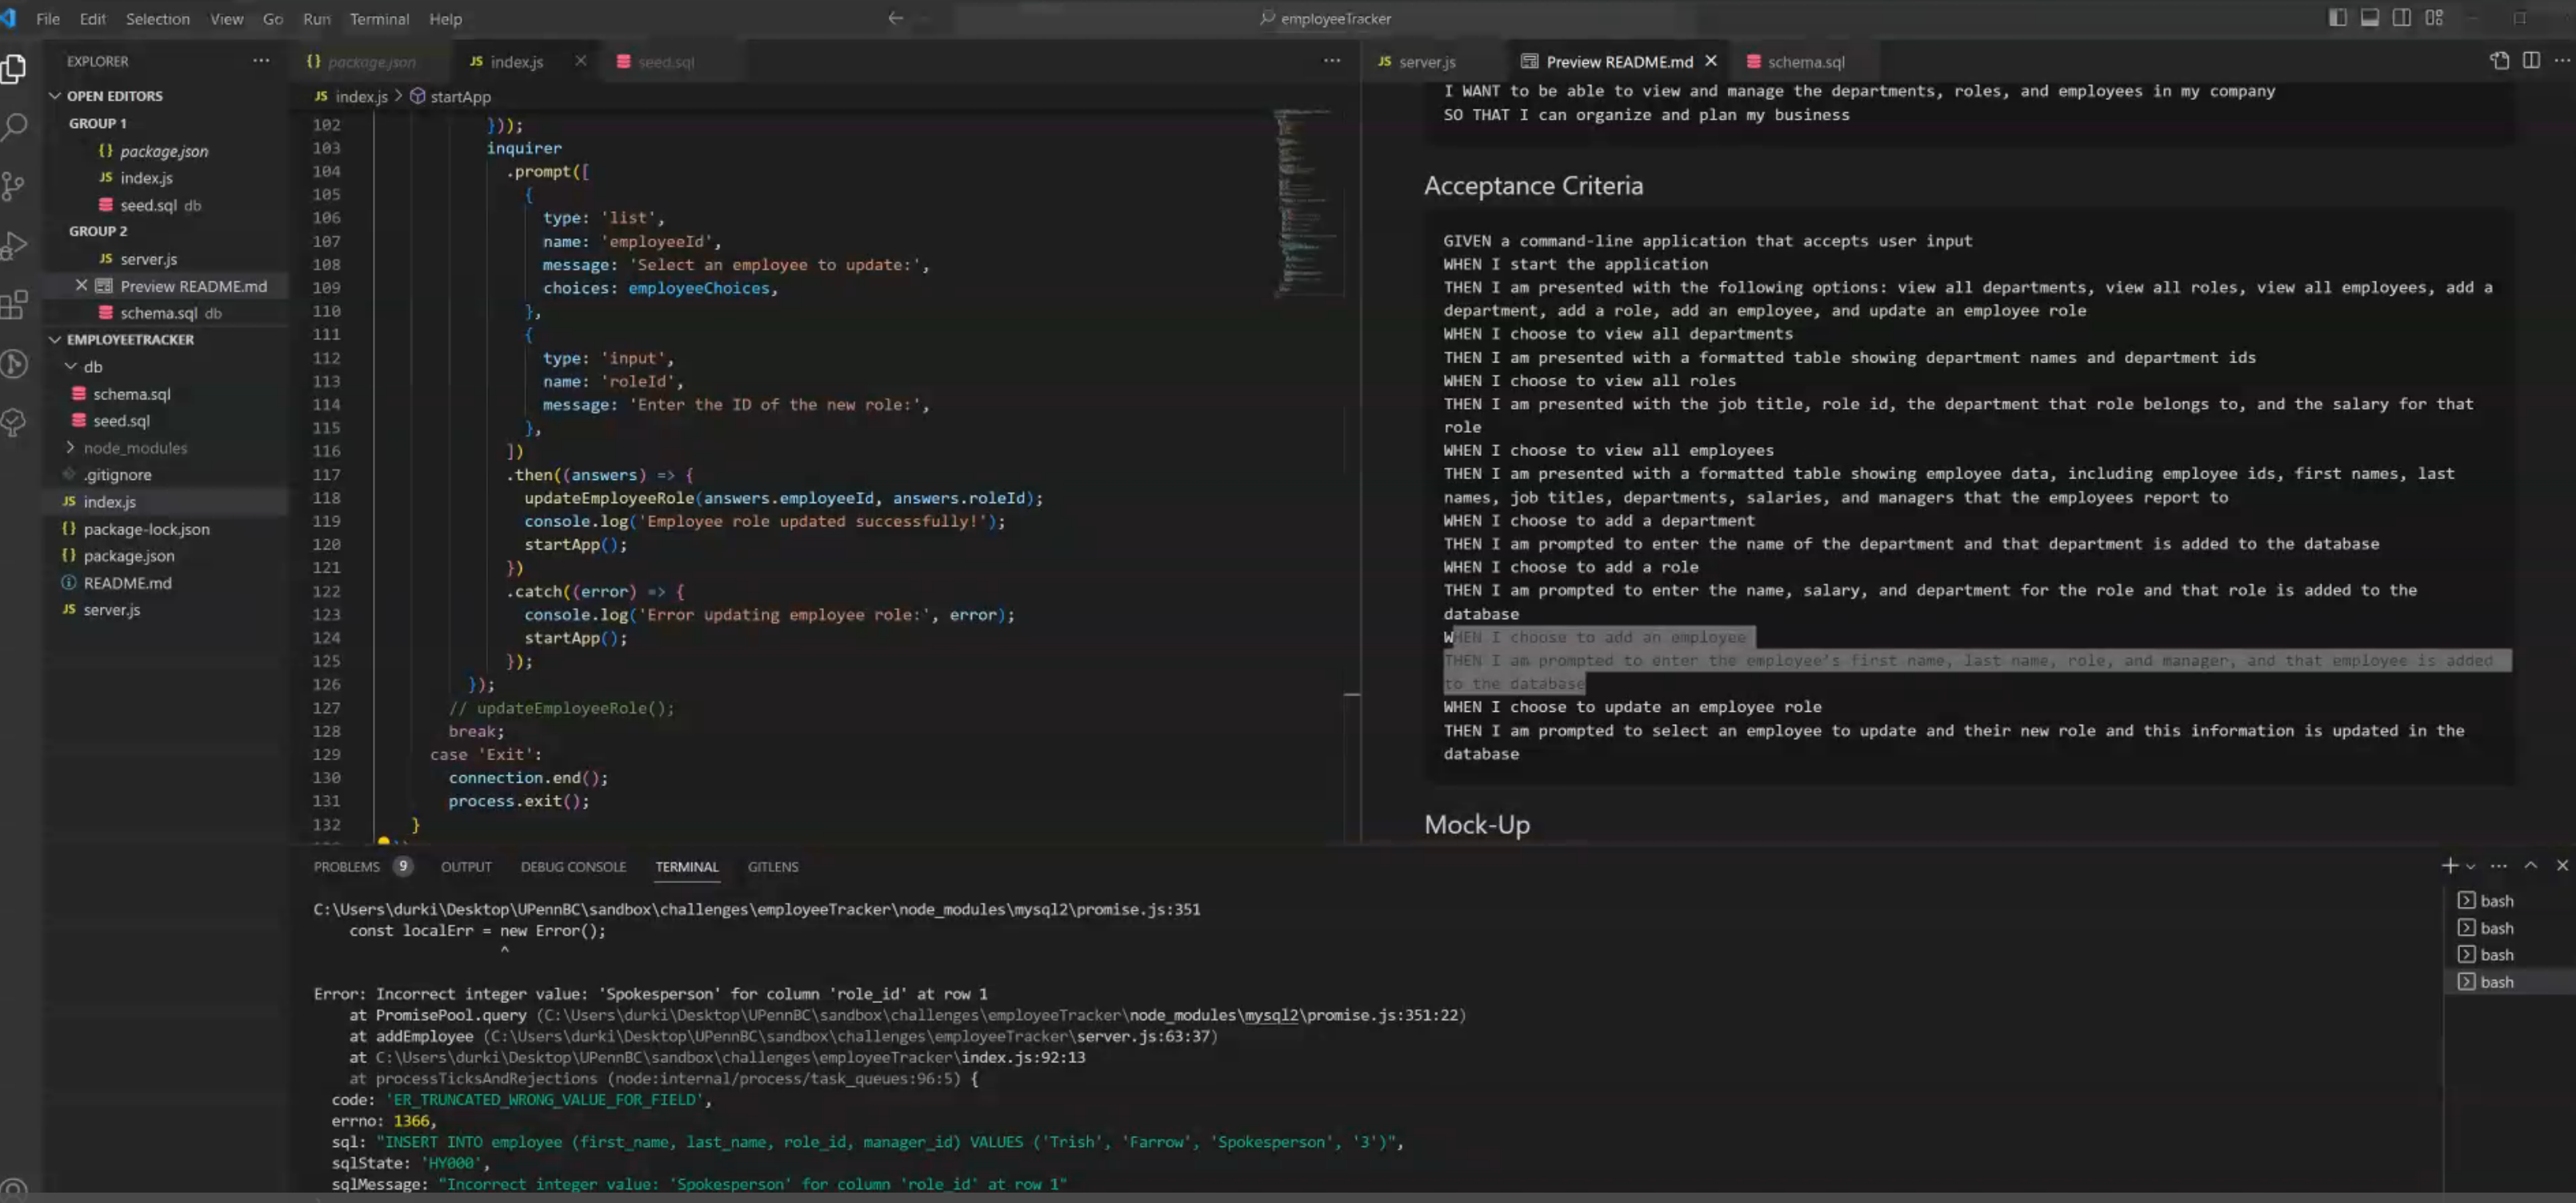 File Edit Selection View Go Run Terminal Help
employeeTracker
EXPLORER
OPEN EDITORS
GROUP 1
{} package.json
JS index.js
seed.sql db
GROUP 2
JS server.js
Preview README.md
schema.sql db
EMPLOYEETRACKER
db
schema.sql
seed.sql
node_modules
.gitignore
JS index.js
{} package-lock.json
{} package.json
README.md
JS server.js
{} package.json JS index.js seed.sql
JS index.js > startApp
102 }));
103 inquirer
104 .prompt([
105 {
106 type: 'list',
107 name: 'employeeId',
108 message: 'Select an employee to update:',
109 choices: employeeChoices,
110 },
111 {
112 type: 'input',
113 name: 'roleId',
114 message: 'Enter the ID of the new role:',
115 },
116 ])
117 .then((answers) => {
118 updateEmployeeRole(answers.employeeId, answers.roleId);
119 console.log('Employee role updated successfully!');
120 startApp();
121 })
122 .catch((error) => {
123 console.log('Error updating employee role:', error);
124 startApp();
125 });
126 });
127 // updateEmployeeRole();
128 break;
129 case 'Exit':
130 connection.end();
131 process.exit();
132 }
JS server.js Preview README.md schema.sql
I WANT to be able to view and manage the departments, roles, and employees in my company
SO THAT I can organize and plan my business
Acceptance Criteria
GIVEN a command-line application that accepts user input
WHEN I start the application
THEN I am presented with the following options: view all departments, view all roles, view all employees, add a
department, add a role, add an employee, and update an employee role
WHEN I choose to view all departments
THEN I am presented with a formatted table showing department names and department ids
WHEN I choose to view all roles
THEN I am presented with the job title, role id, the department that role belongs to, and the salary for that
role
WHEN I choose to view all employees
THEN I am presented with a formatted table showing employee data, including employee ids, first names, last
names, job titles, departments, salaries, and managers that the employees report to
WHEN I choose to add a department
THEN I am prompted to enter the name of the department and that department is added to the database
WHEN I choose to add a role
THEN I am prompted to enter the name, salary, and department for the role and that role is added to the
database
WHEN I choose to add an employee
THEN I am prompted to enter the employee's first name, last name, role, and manager, and that employee is added
to the database
WHEN I choose to update an employee role
THEN I am prompted to select an employee to update and their new role and this information is updated in the
database
Mock-Up
PROBLEMS 9 OUTPUT DEBUG CONSOLE TERMINAL GITLENS
C:\Users\durki\Desktop\UPennBC\sandbox\challenges\employeeTracker\node_modules\mysql2\promise.js:351
const localErr = new Error();
^
Error: Incorrect integer value: 'Spokesperson' for column 'role_id' at row 1
at PromisePool.query (C:\Users\durki\Desktop\UPennBC\sandbox\challenges\employeeTracker\node_modules\mysql2\promise.js:351:22)
at addEmployee (C:\Users\durki\Desktop\UPennBC\sandbox\challenges\employeeTracker\server.js:63:37)
at C:\Users\durki\Desktop\UPennBC\sandbox\challenges\employeeTracker\index.js:92:13
at processTicksAndRejections (node:internal/process/task_queues:96:5) {
code: 'ER_TRUNCATED_WRONG_VALUE_FOR_FIELD',
errno: 1366,
sql: "INSERT INTO employee (first_name, last_name, role_id, manager_id) VALUES ('Trish', 'Farrow', 'Spokesperson', '3')",
sqlState: 'HY000',
sqlMessage: "Incorrect integer value: 'Spokesperson' for column 'role_id' at row 1"
bash
bash
bash
bash